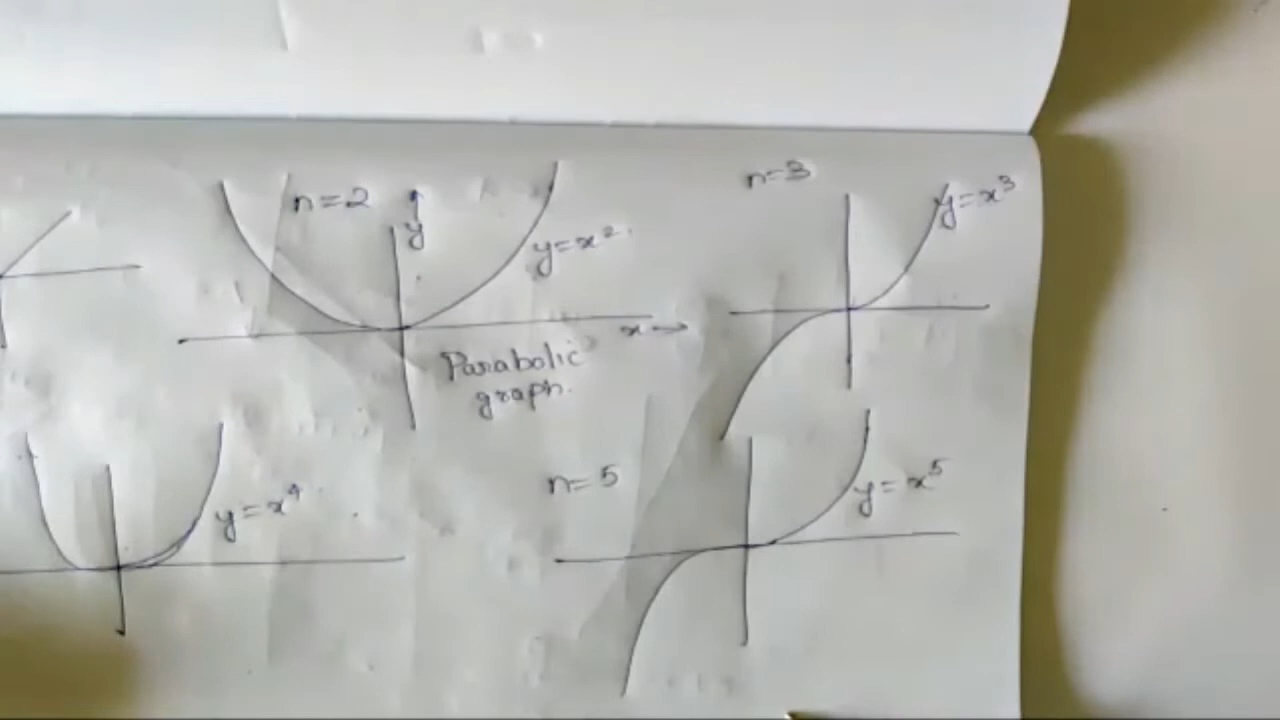 n=2
y
y=x².
x→
Parabolic
graph.
n=3
y=x³
y=x⁴
n=5
y=x⁵